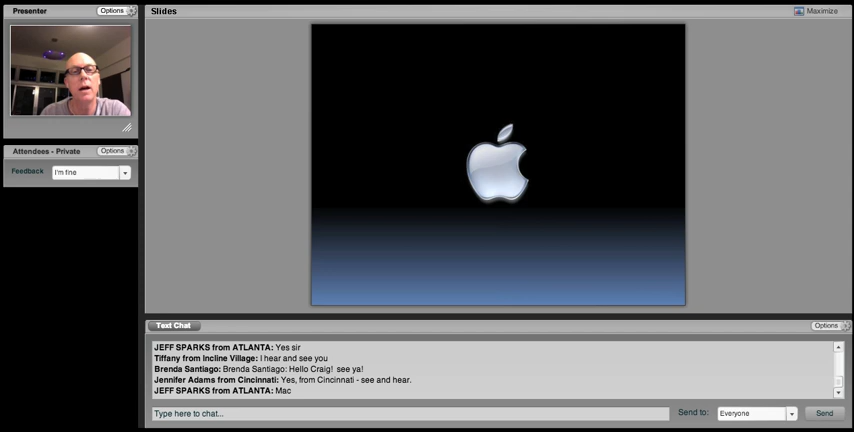 Presenter
Options
Slides
Maximize
Attendees - Private
Options
Feedback
I'm fine
Text Chat
Options
JEFF SPARKS from ATLANTA: Yes sir
Tiffany from Incline Village: I hear and see you
Brenda Santiago: Brenda Santiago: Hello Craig!  see ya!
Jennifer Adams from Cincinnati: Yes, from Cincinnati - see and hear.
JEFF SPARKS from ATLANTA: Mac
Type here to chat...
Send to:
Everyone
Send